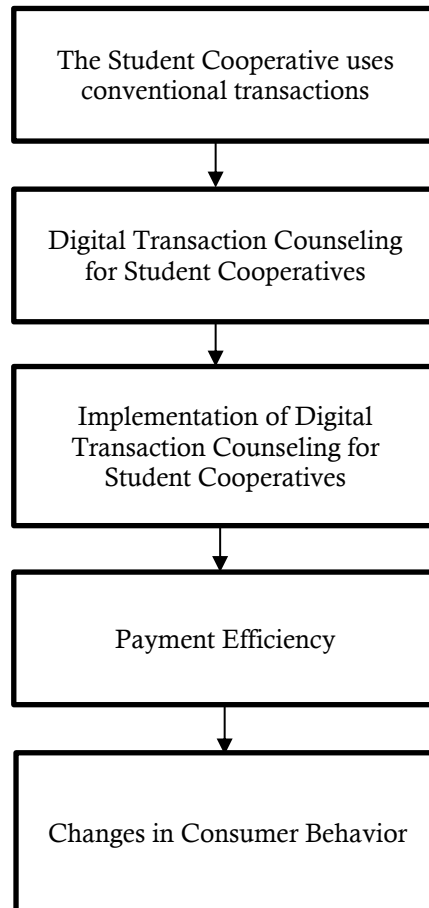 The Student Cooperative uses
conventional transactions
Digital Transaction Counseling
for Student Cooperatives
Implementation of Digital
Transaction Counseling for
Student Cooperatives
Payment Efficiency
Changes in Consumer Behavior